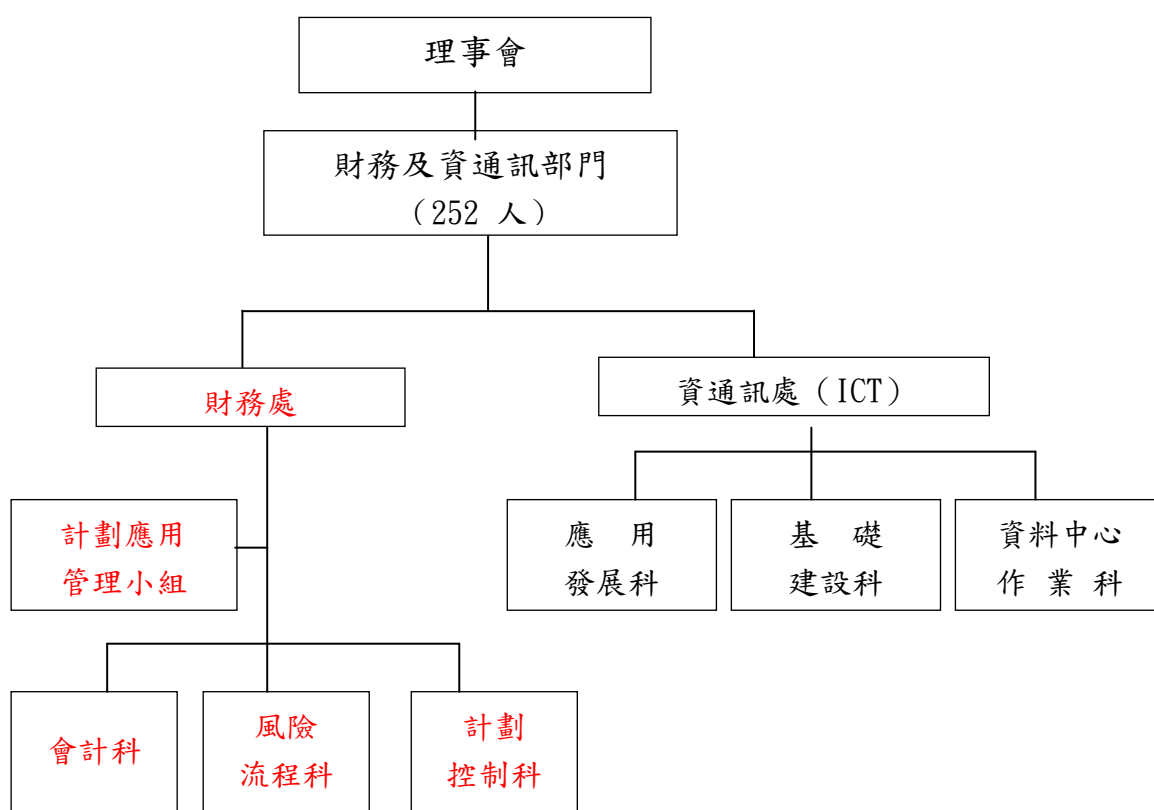 理事會
財務及資通訊部門
（252 人）
財務處
資通訊處（ICT）
計劃應用
管理小組
應 用
發展科
基 礎
建設科
資料中心
作 業 科
會計科
風險
流程科
計劃
控制科